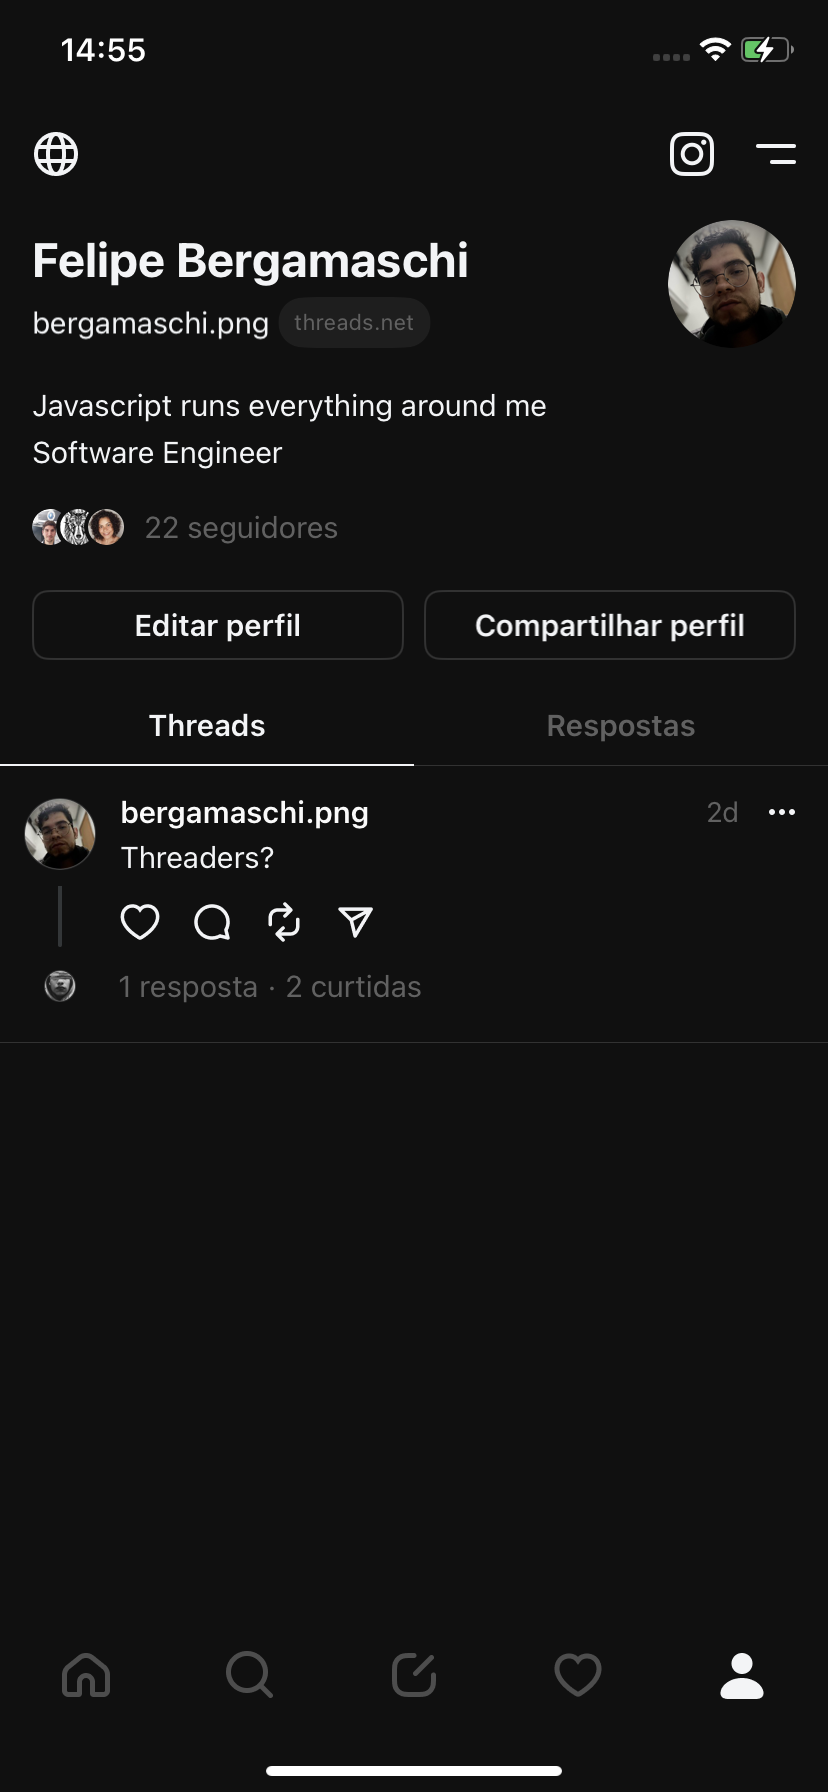 14:55
Felipe Bergamaschi
bergamaschi.png threads.net
Javascript runs everything around me
Software Engineer
22 seguidores
Editar perfil Compartilhar perfil
Threads Respostas
bergamaschi.png 2d
Threaders?
1 resposta · 2 curtidas